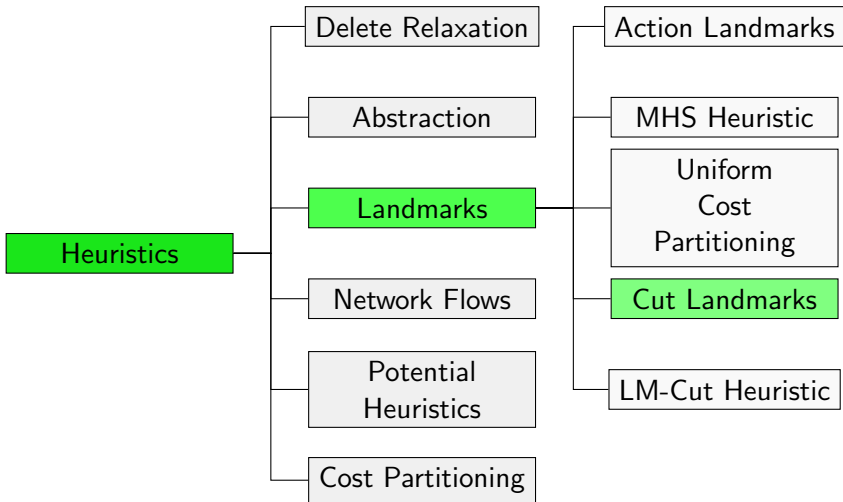 Heuristics
Delete Relaxation
Abstraction
Landmarks
Network Flows
Potential
Heuristics
Cost Partitioning
Action Landmarks
MHS Heuristic
Uniform
Cost
Partitioning
Cut Landmarks
LM-Cut Heuristic